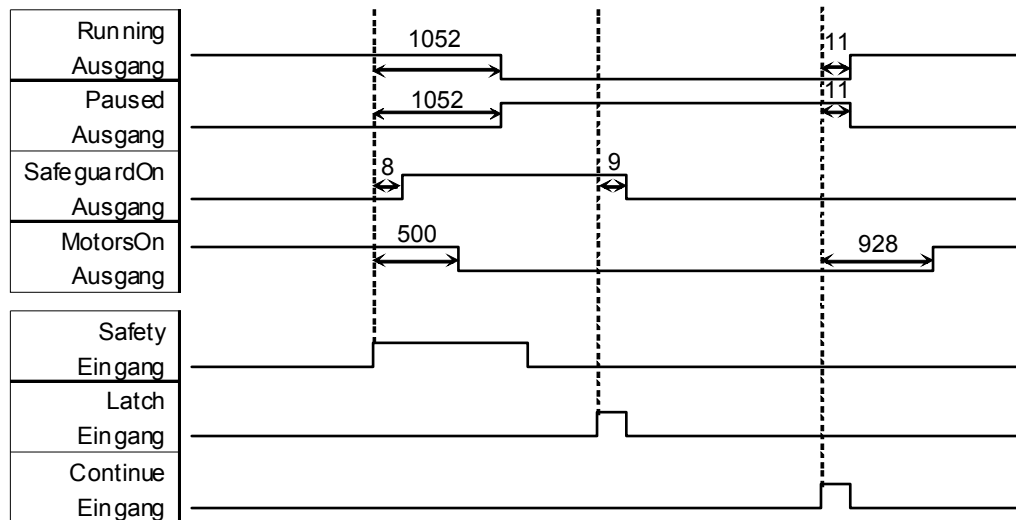 Running
Ausgang
1052
11
Paused
Ausgang
1052
11
SafeguardOn
Ausgang
8
9
MotorsOn
Ausgang
500
928
Safety
Eingang
Latch
Eingang
Continue
Eingang